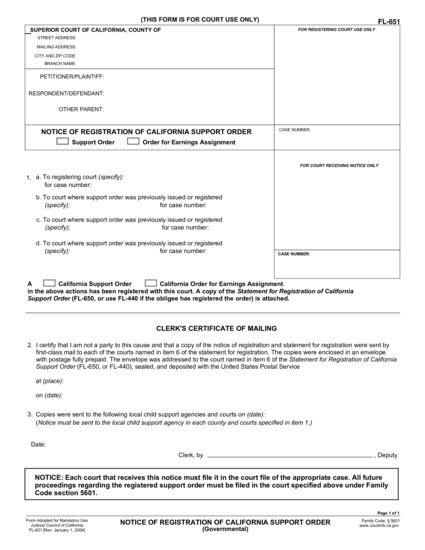 (THIS FORM IS FOR COURT USE ONLY)
FL-651
SUPERIOR COURT OF CALIFORNIA, COUNTY OF
STREET ADDRESS:
MAILING ADDRESS:
CITY AND ZIP CODE:
BRANCH NAME:
FOR REGISTERING COURT USE ONLY
PETITIONER/PLAINTIFF:
RESPONDENT/DEFENDANT:
OTHER PARENT:
NOTICE OF REGISTRATION OF CALIFORNIA SUPPORT ORDER
Support Order Order for Earnings Assignment
CASE NUMBER:
FOR COURT RECEIVING NOTICE ONLY
1. a. To registering court (specify):
for case number:
b. To court where support order was previously issued or registered
(specify): for case number:
c. To court where support order was previously issued or registered
(specify): for case number:
d. To court where support order was previously issued or registered
(specify): for case number:
CASE NUMBER:
A California Support Order California Order for Earnings Assignment
in the above actions has been registered with this court. A copy of the Statement for Registration of California
Support Order (FL-650, or use FL-440 if the obligee has registered the order) is attached.
CLERK'S CERTIFICATE OF MAILING
2. I certify that I am not a party to this cause and that a copy of the notice of registration and statement for registration were sent by
first-class mail to each of the courts named in item 6 of the statement for registration. The copies were enclosed in an envelope
with postage fully prepaid. The envelope was addressed to the court named in item 6 of the Statement for Registration of California
Support Order (FL-650, or FL-440), sealed, and deposited with the United States Postal Service
at (place):
on (date):
3. Copies were sent to the following local child support agencies and courts on (date):
(Notice must be sent to the local child support agency in each county and courts specified in item 1.)
Date:
Clerk, by , Deputy
NOTICE: Each court that receives this notice must file it in the court file of the appropriate case. All future
proceedings regarding the registered support order must be filed in the court specified above under Family
Code section 5601.
Page 1 of 1
Form Adopted for Mandatory Use
Judicial Council of California
FL-651 [Rev. January 1, 2006]
NOTICE OF REGISTRATION OF CALIFORNIA SUPPORT ORDER
(Governmental)
Family Code, § 5601
www.courtinfo.ca.gov